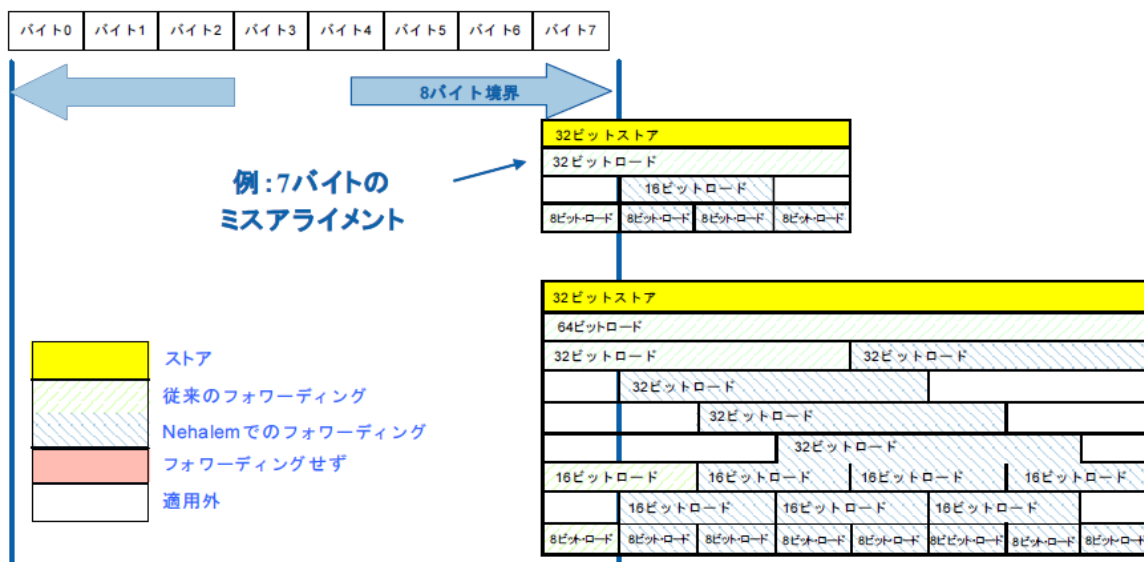 バイト0 バイト1 バイト2 バイト3 バイト4 バイト5 バイト6 バイト7
8バイト境界
32ビットストア
32ビットロード
16ビットロード
8ビット・ロード 8ビット・ロード 8ビット・ロード 8ビット・ロード
例:7バイトの
ミスアライメント
32ビットストア
64ビットロード
32ビットロード 32ビットロード
32ビットロード
32ビットロード
32ビットロード
16ビットロード 16ビットロード 16ビットロード 16ビットロード
16ビットロード 16ビットロード 16ビットロード
8ビット・ロード 8ビット・ロード 8ビット・ロード 8ビット・ロード 8ビット・ロード 8ビビット・ロード 8ビット・ロード 8ビット・ロード
ストア
従来のフォワーディング
Nehalemでのフォワーディング
フォワーディングせず
適用外